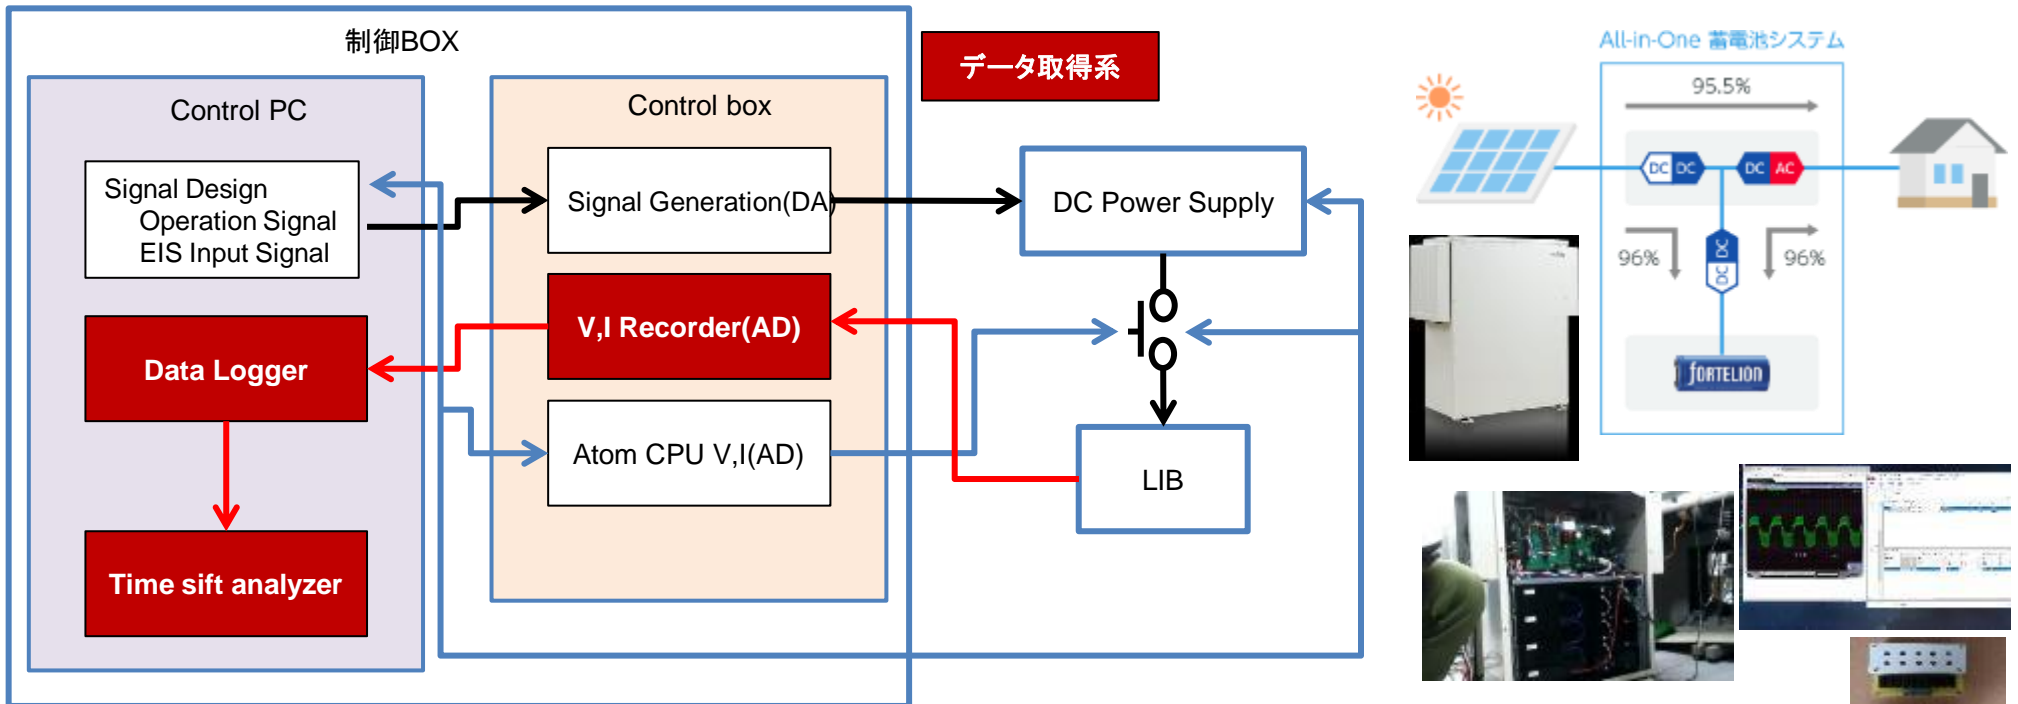 制御BOX
データ取得系
Control PC
Control box
Signal Design
Operation Signal
EIS Input Signal
Signal Generation(DA)
DC Power Supply
V,I Recorder(AD)
Data Logger
Atom CPU V,I(AD)
LIB
Time sift analyzer
All-in-One 蓄電池システム
95.5%
DC DC
DC AC
96%
DC DC
96%
FORTELION